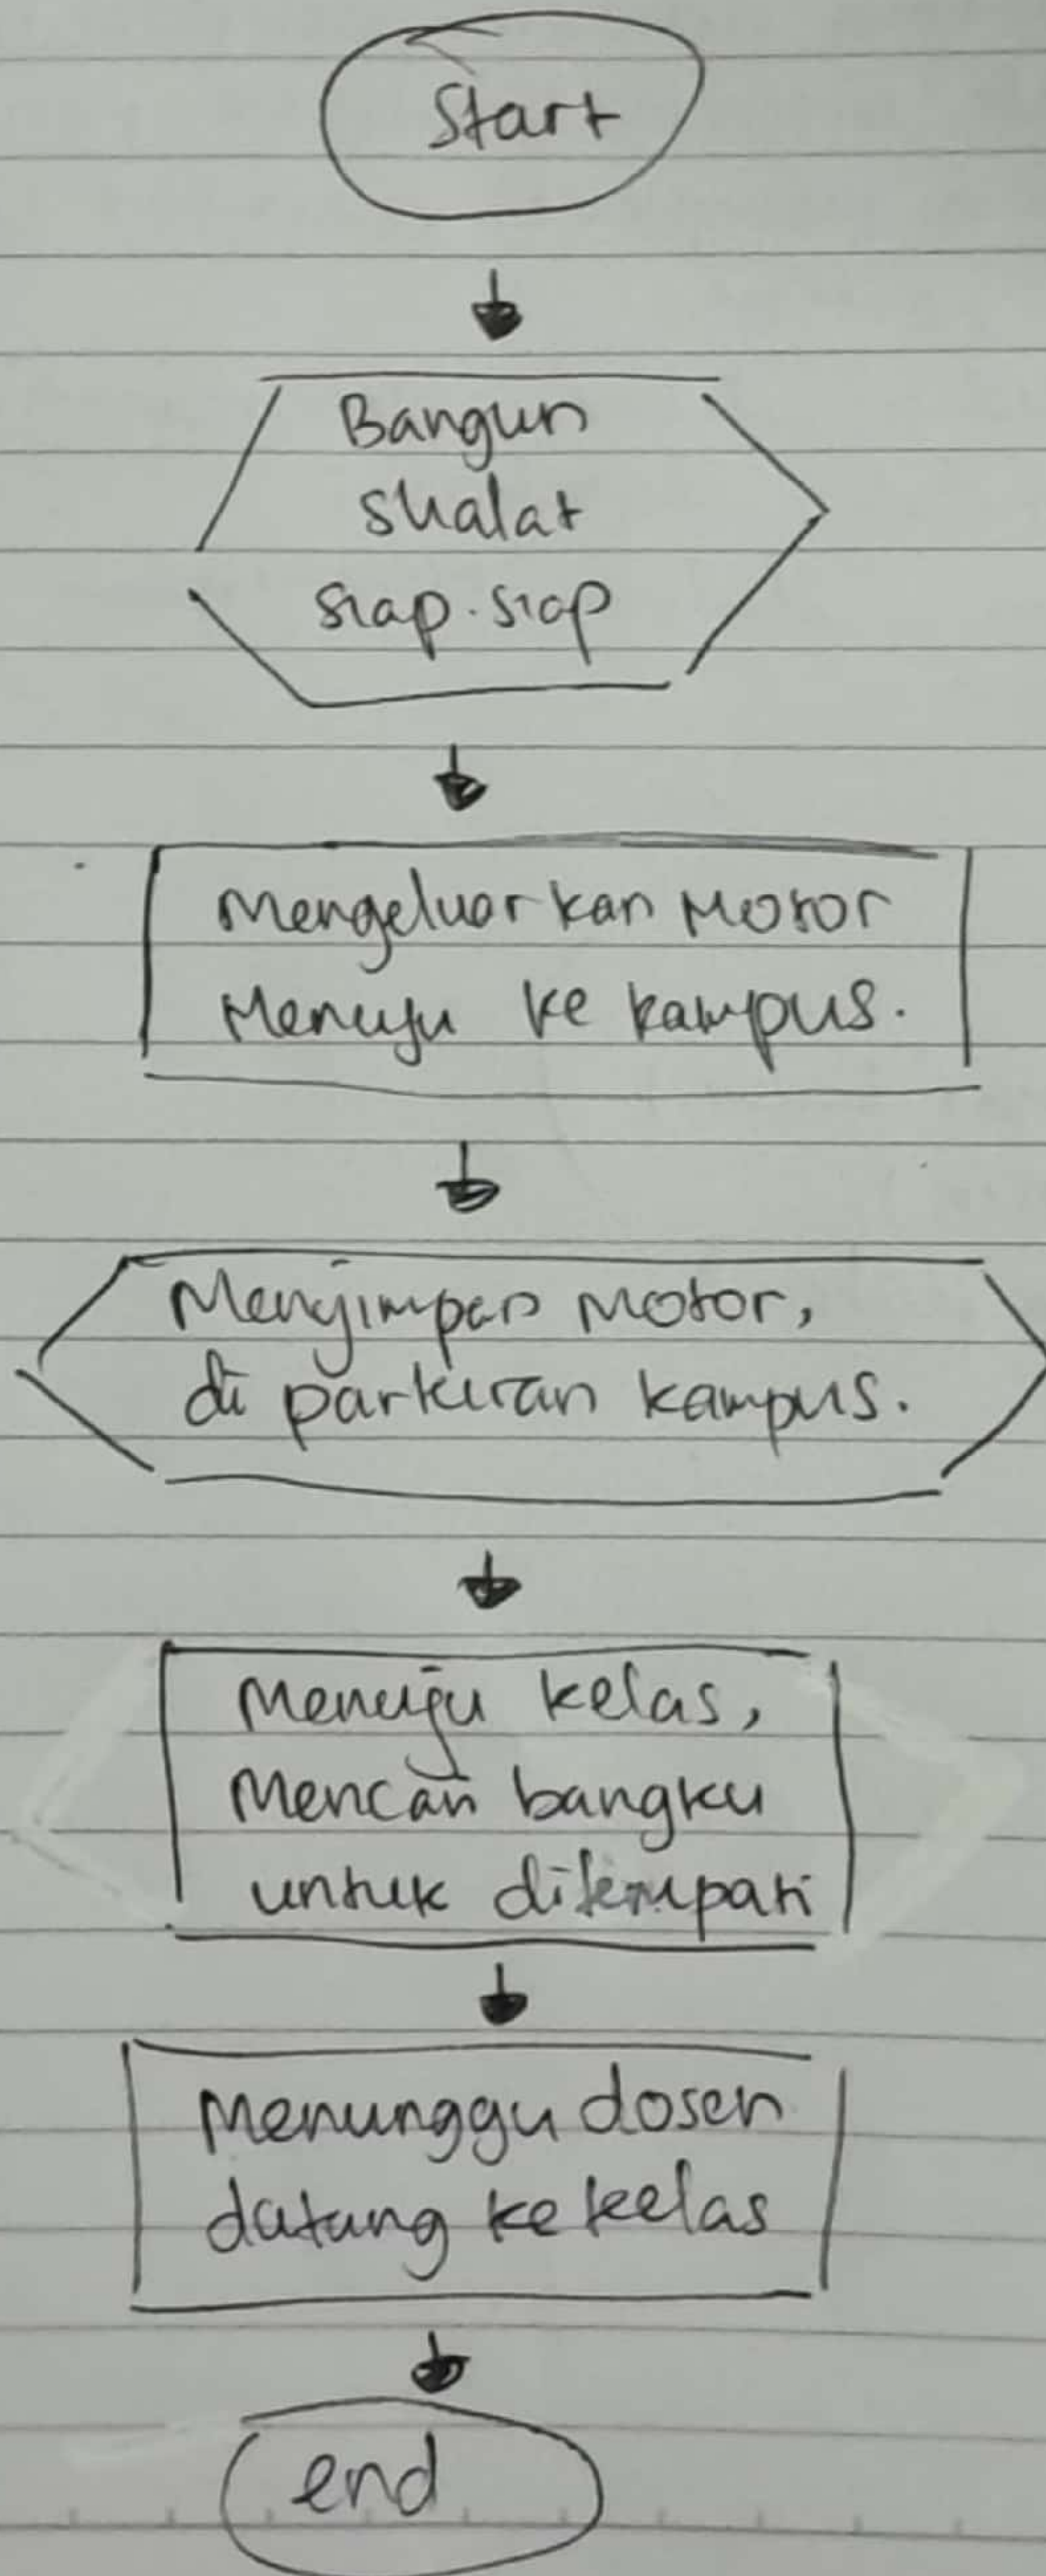 Start
Bangun
shalat
siap-siap
Mengeluarkan Motor
Menuju ke kampus.
Menyimpan Motor,
di parkiran kampus.
Menuju kelas,
Mencari bangku
untuk ditempati
Menunggu dosen
datang ke kelas
end